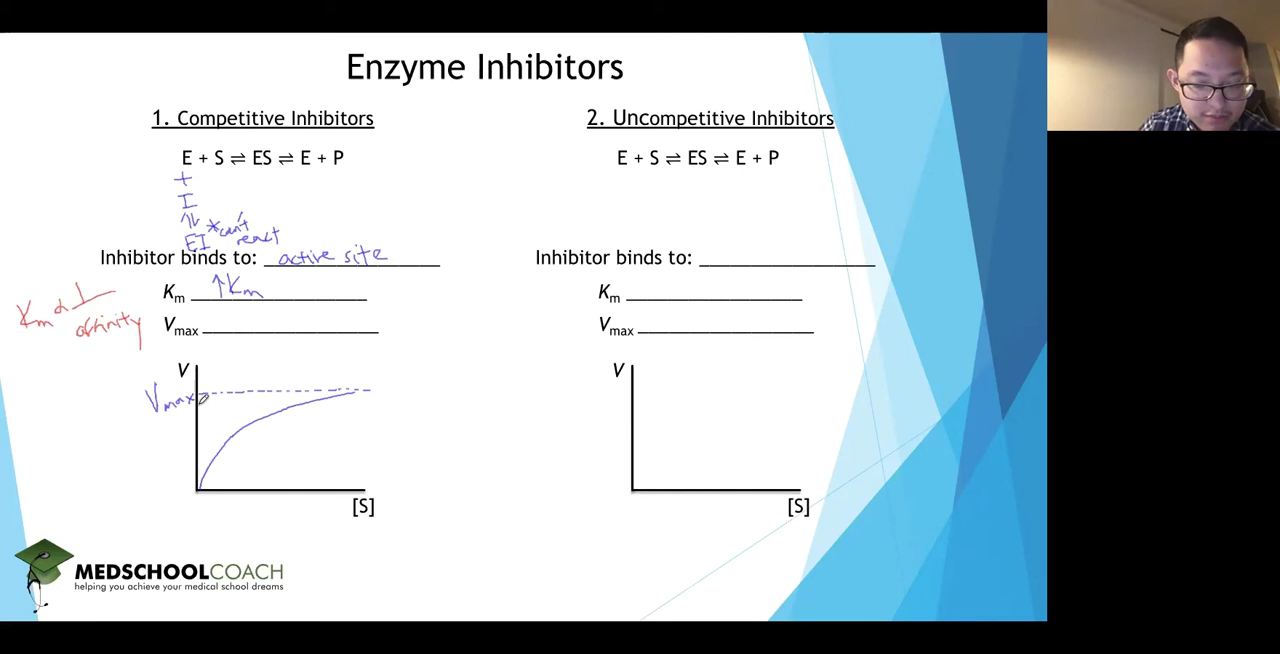 Enzyme Inhibitors
1. Competitive Inhibitors
E + S ⇌ ES ⇌ E + P
+
I
⇌
EI *can't react
Inhibitor binds to: active site
Km ↑Km
Km ∝ 1/affinity
Vmax
V
Vmax
[S]
2. Uncompetitive Inhibitors
E + S ⇌ ES ⇌ E + P
Inhibitor binds to:
Km
Vmax
V
[S]
MEDSCHOOLCOACH
helping you achieve your medical school dreams